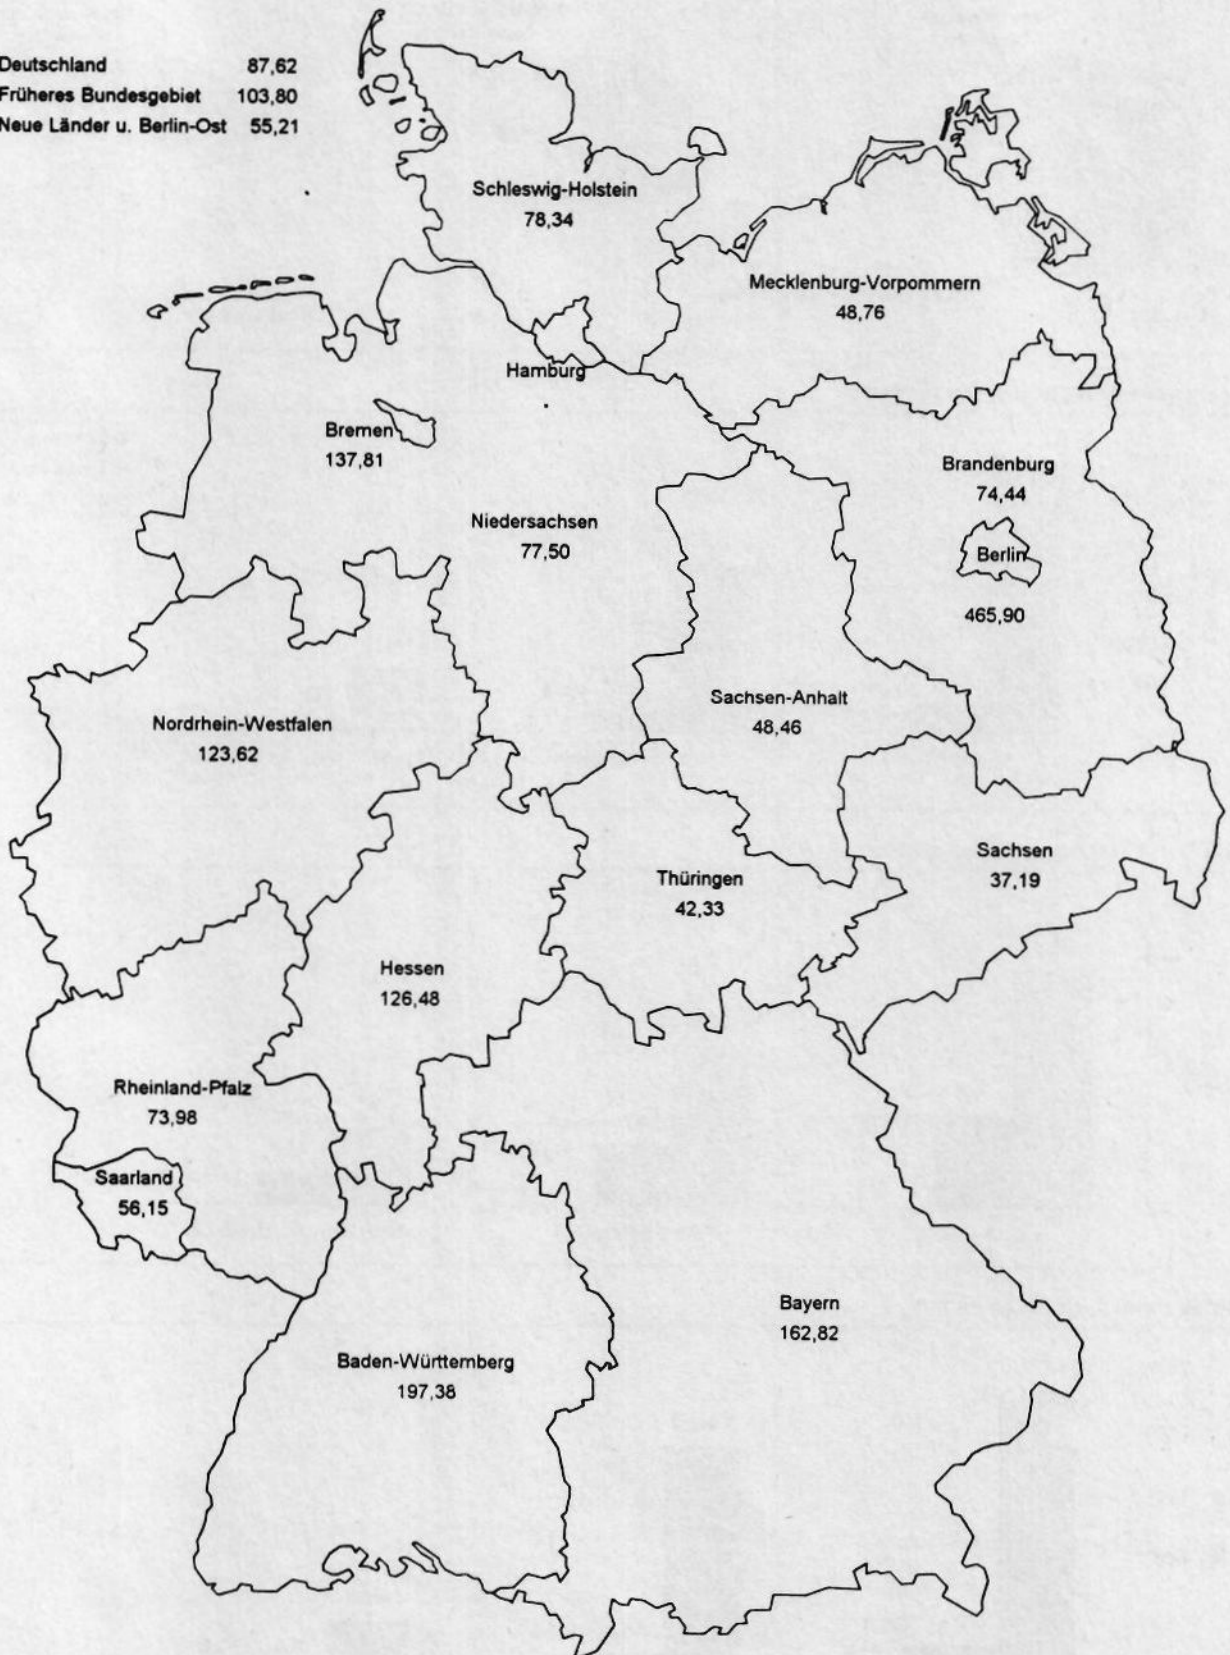 Deutschland 87,62
Früheres Bundesgebiet 103,80
Neue Länder u. Berlin-Ost 55,21
Schleswig-Holstein
78,34
Mecklenburg-Vorpommern
48,76
Hamburg
Bremen
137,81
Brandenburg
74,44
Niedersachsen
77,50
Berlin
465,90
Sachsen-Anhalt
48,46
Nordrhein-Westfalen
123,62
Sachsen
37,19
Thüringen
42,33
Hessen
126,48
Rheinland-Pfalz
73,98
Saarland
56,15
Bayern
162,82
Baden-Württemberg
197,38